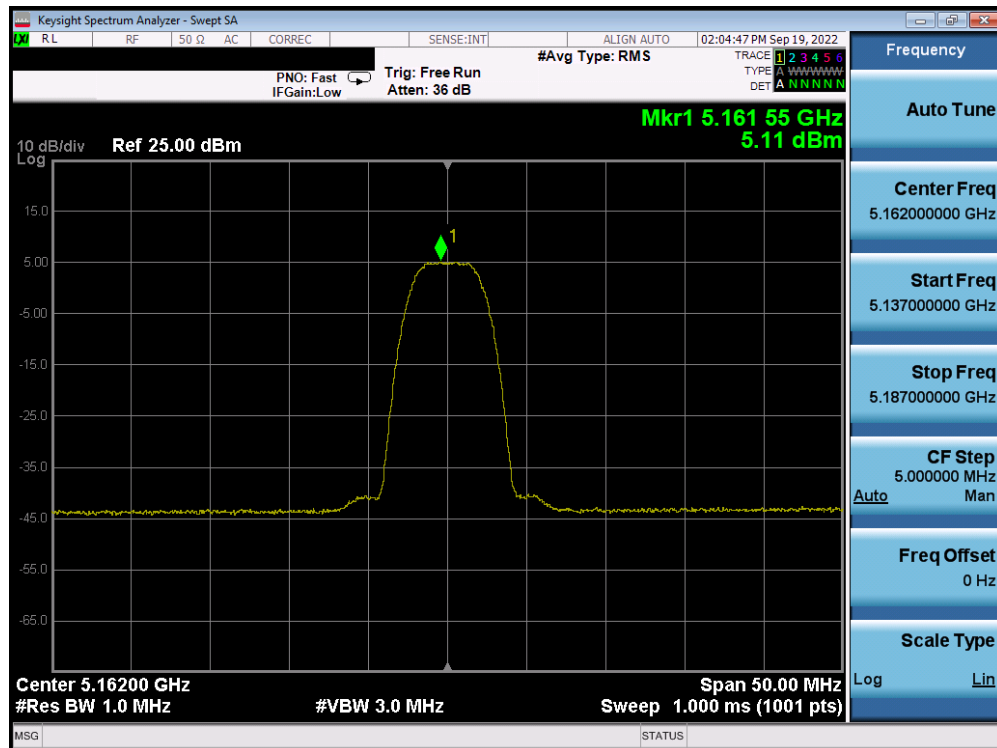 Keysight Spectrum Analyzer - Swept SA
LXI RL RF 50 Ω AC CORREC SENSE:INT ALIGN AUTO 02:04:47 PM Sep 19, 2022
#Avg Type: RMS
TRACE 1 2 3 4 5 6
PNO: Fast Trig: Free Run
TYPE A WWWWW
IFGain:Low Atten: 36 dB
DET A N N N N N
Mkr1 5.161 55 GHz
5.11 dBm
10 dB/div Ref 25.00 dBm
Log
15.0
1
5.00
-5.00
-15.0
-25.0
-35.0
-45.0
-55.0
-65.0
Center 5.16200 GHz Span 50.00 MHz
#Res BW 1.0 MHz #VBW 3.0 MHz Sweep 1.000 ms (1001 pts)
MSG STATUS
Frequency
Auto Tune
Center Freq
5.162000000 GHz
Start Freq
5.137000000 GHz
Stop Freq
5.187000000 GHz
CF Step
5.000000 MHz
Auto Man
Freq Offset
0 Hz
Scale Type
Log Lin